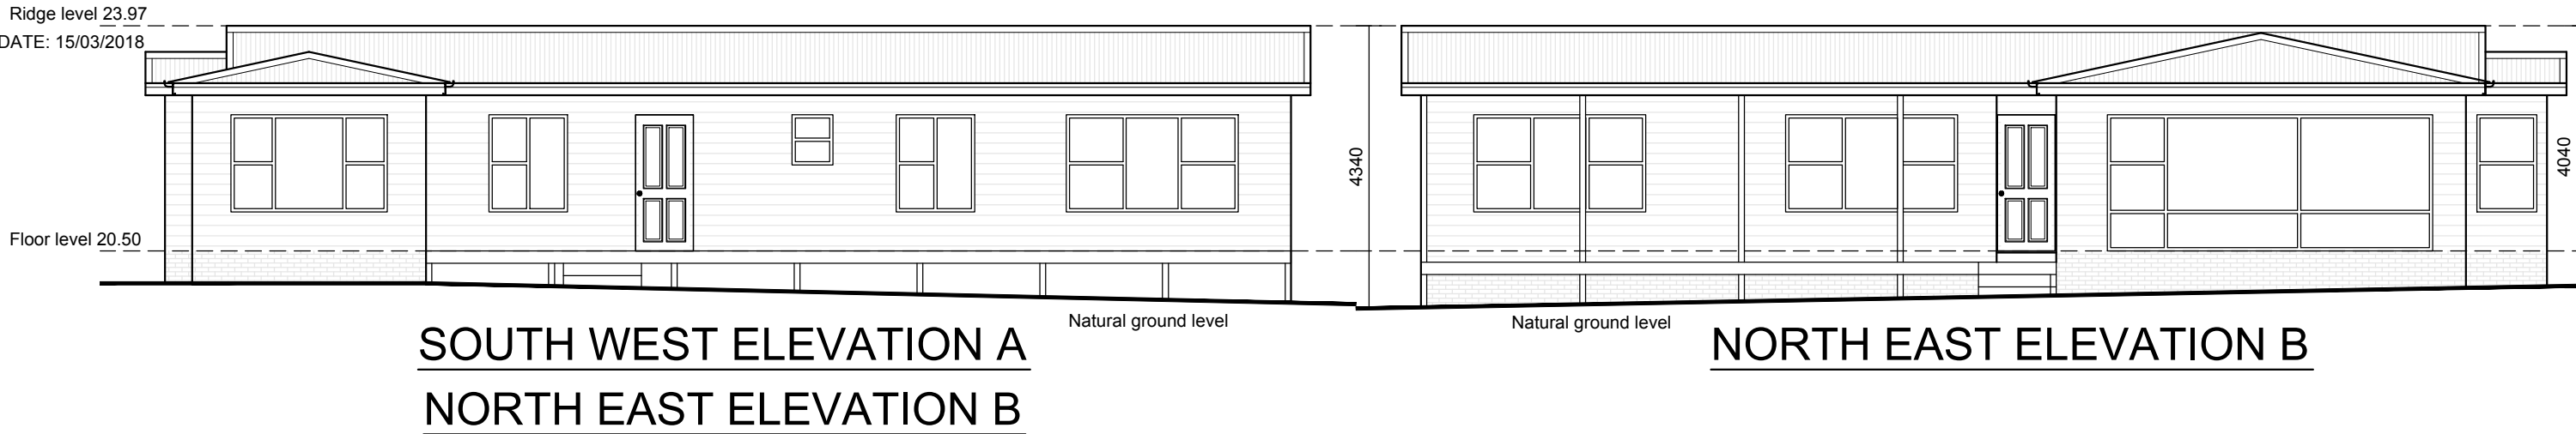 Ridge level 23.97
DATE: 15/03/2018
4340
4040
Floor level 20.50
Natural ground level
Natural ground level
SOUTH WEST ELEVATION A
NORTH EAST ELEVATION B
NORTH EAST ELEVATION B